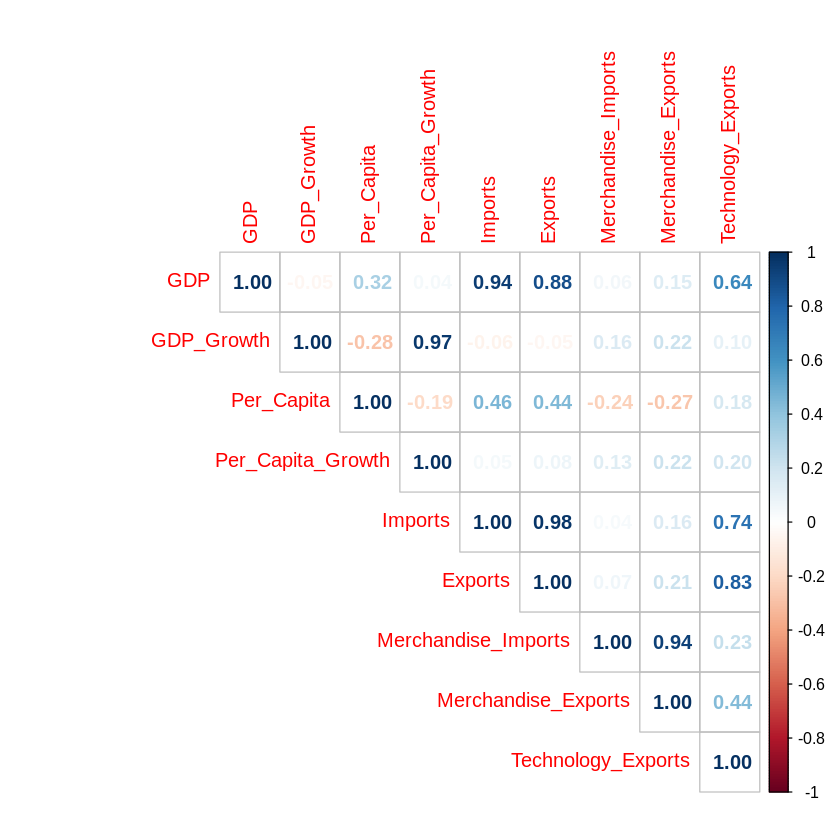 GDP
GDP_Growth
Per_Capita
Per_Capita_Growth
Imports
Exports
Merchandise_Imports
Merchandise_Exports
Technology_Exports
GDP 1.00 -0.05 0.32 0.04 0.94 0.88 0.06 0.15 0.64
GDP_Growth 1.00 -0.28 0.97 -0.06 -0.05 0.16 0.22 0.10
Per_Capita 1.00 -0.19 0.46 0.44 -0.24 -0.27 0.18
Per_Capita_Growth 1.00 0.05 0.08 0.13 0.22 0.20
Imports 1.00 0.98 0.04 0.16 0.74
Exports 1.00 0.07 0.21 0.83
Merchandise_Imports 1.00 0.94 0.23
Merchandise_Exports 1.00 0.44
Technology_Exports 1.00
1
0.8
0.6
0.4
0.2
0
-0.2
-0.4
-0.6
-0.8
-1